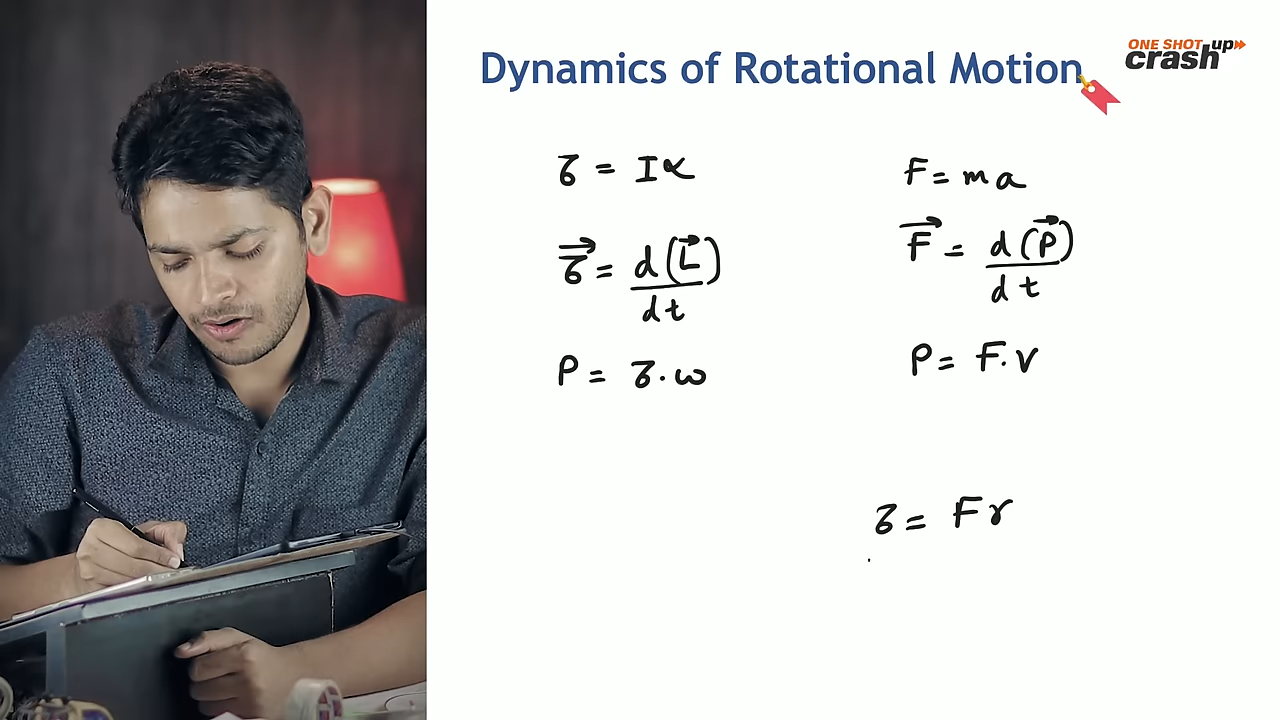 Dynamics of Rotational Motion
ONE SHOT
crash up
τ = Iα
F = ma
τ⃗ = d(L⃗)/dt
F⃗ = d(P⃗)/dt
P = τ·ω
P = F·v
τ = Fr